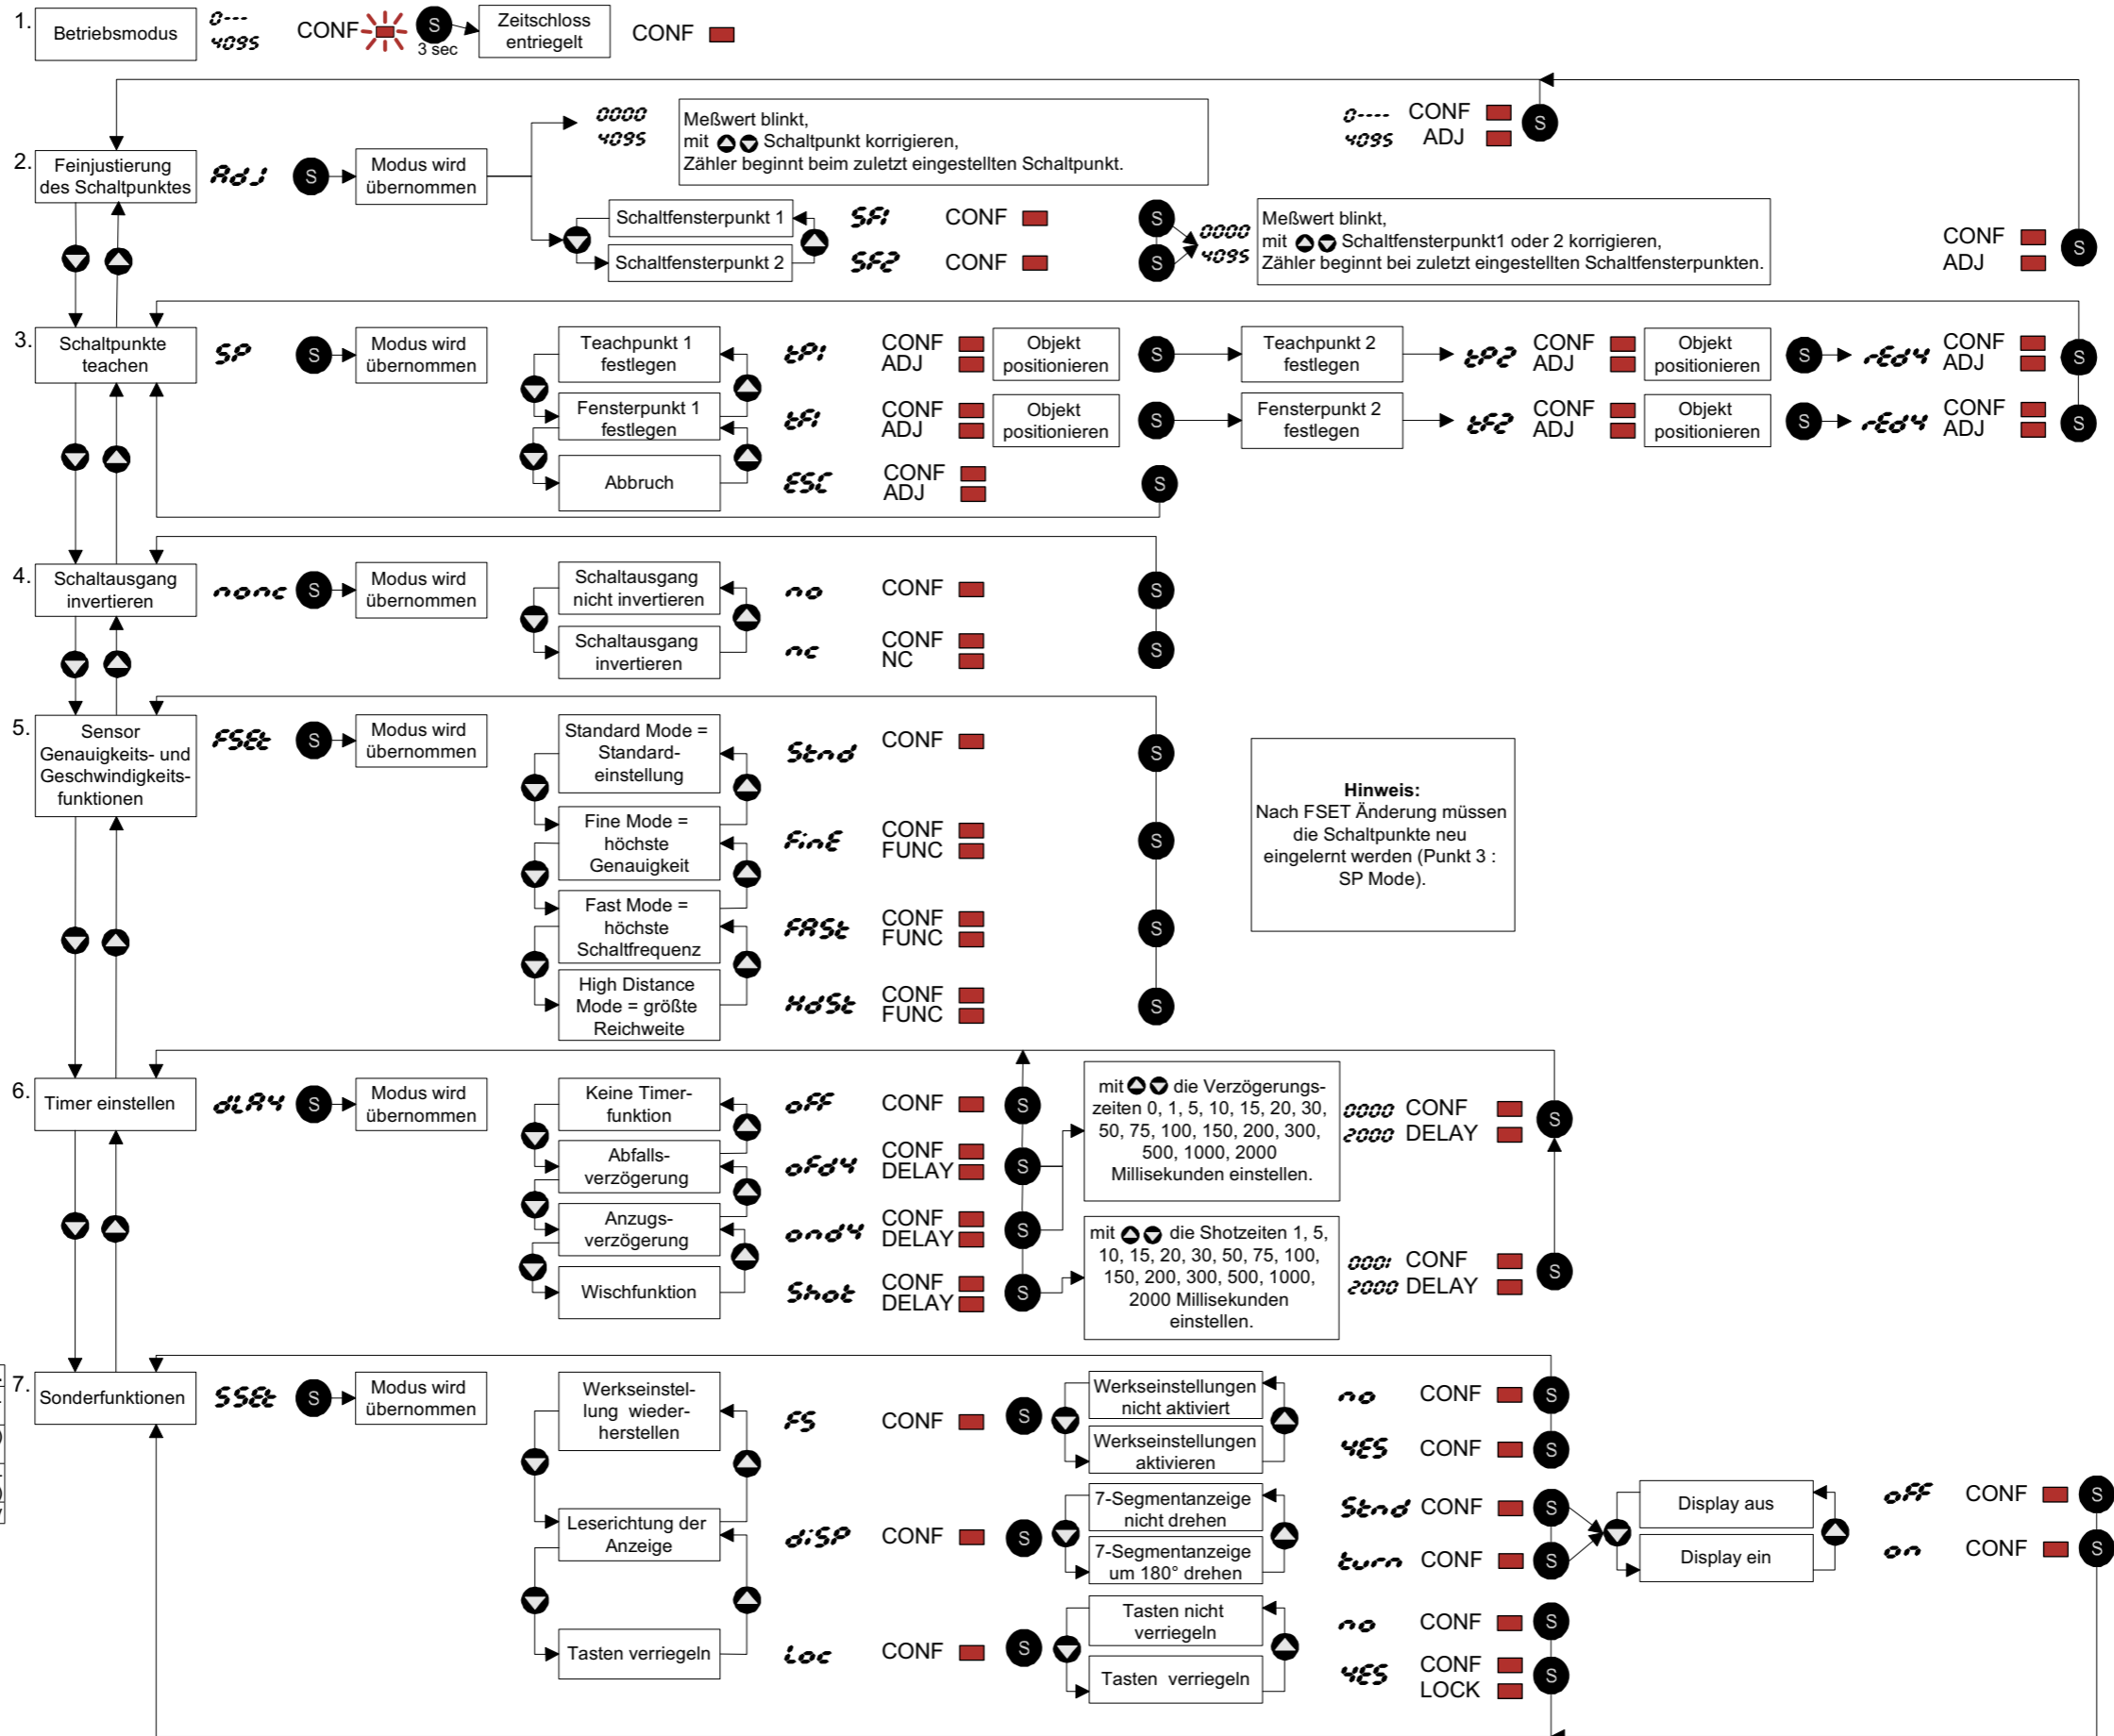 1.
Betriebsmodus
0---
4095
CONF
S
3 sec
Zeitschloss
entriegelt
CONF
2.
Feinjustierung
des Schaltpunktes
AdJ
S
Modus wird
übernommen
0000
4095
Meßwert blinkt,
mit Schaltpunkt korrigieren,
Zähler beginnt beim zuletzt eingestellten Schaltpunkt.
0----
4095
CONF
ADJ
S
Schaltfensterpunkt 1
SF1
CONF
S
Schaltfensterpunkt 2
SF2
CONF
S
0000
4095
Meßwert blinkt,
mit Schaltfensterpunkt1 oder 2 korrigieren,
Zähler beginnt bei zuletzt eingestellten Schaltfensterpunkten.
CONF
ADJ
S
3.
Schaltpunkte
teachen
SP
S
Modus wird
übernommen
Teachpunkt 1
festlegen
tP1
CONF
ADJ
Objekt
positionieren
S
Teachpunkt 2
festlegen
tP2
CONF
ADJ
Objekt
positionieren
S
rEdY
CONF
ADJ
S
Fensterpunkt 1
festlegen
tF1
CONF
ADJ
Objekt
positionieren
S
Fensterpunkt 2
festlegen
tF2
CONF
ADJ
Objekt
positionieren
S
rEdY
CONF
ADJ
S
Abbruch
ESC
CONF
ADJ
S
4.
Schaltausgang
invertieren
nonc
S
Modus wird
übernommen
Schaltausgang
nicht invertieren
no
CONF
S
Schaltausgang
invertieren
nc
CONF
NC
S
5.
Sensor
Genauigkeits- und
Geschwindigkeits-
funktionen
FSEt
S
Modus wird
übernommen
Standard Mode =
Standard-
einstellung
Stnd
CONF
S
Fine Mode =
höchste
Genauigkeit
FinE
CONF
FUNC
S
Fast Mode =
höchste
Schaltfrequenz
FASt
CONF
FUNC
S
High Distance
Mode = größte
Reichweite
HdSt
CONF
FUNC
S
Hinweis:
Nach FSET Änderung müssen
die Schaltpunkte neu
eingelernt werden (Punkt 3 :
SP Mode).
6.
Timer einstellen
dLAY
S
Modus wird
übernommen
Keine Timer-
funktion
oFF
CONF
S
Abfalls-
verzögerung
oFdY
CONF
DELAY
S
Anzugs-
verzögerung
ondY
CONF
DELAY
S
Wischfunktion
Shot
CONF
DELAY
S
mit die Verzögerungs-
zeiten 0, 1, 5, 10, 15, 20, 30,
50, 75, 100, 150, 200, 300,
500, 1000, 2000
Millisekunden einstellen.
0000
2000
CONF
DELAY
S
mit die Shotzeiten 1, 5,
10, 15, 20, 30, 50, 75, 100,
150, 200, 300, 500, 1000,
2000 Millisekunden
einstellen.
0001
2000
CONF
DELAY
S
7.
Sonderfunktionen
SSEt
S
Modus wird
übernommen
Werkseinstel-
lung wieder-
herstellen
FS
CONF
S
Werkseinstellungen
nicht aktiviert
no
CONF
S
Werkseinstellungen
aktivieren
YES
CONF
S
Leserichtung der
Anzeige
diSP
CONF
S
7-Segmentanzeige
nicht drehen
Stnd
CONF
S
7-Segmentanzeige
um 180° drehen
turn
CONF
S
Display aus
oFF
CONF
S
Display ein
on
CONF
S
Tasten verriegeln
Loc
CONF
S
Tasten nicht
verriegeln
no
CONF
S
Tasten verriegeln
YES
CONF
LOCK
S